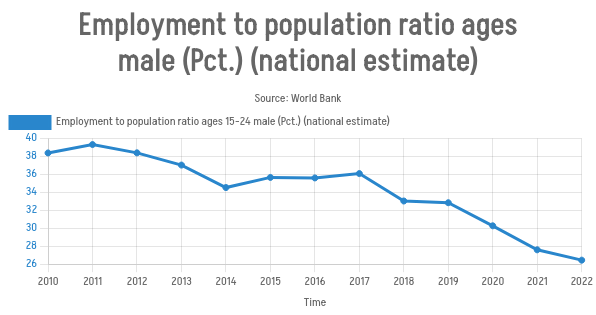 Employment to population ratio ages
male (Pct.) (national estimate)
Source: World Bank
Employment to population ratio ages 15-24 male (Pct.) (national estimate)
40
38
36
34
32
30
28
26
2010 2011 2012 2013 2014 2015 2016 2017 2018 2019 2020 2021 2022
Time